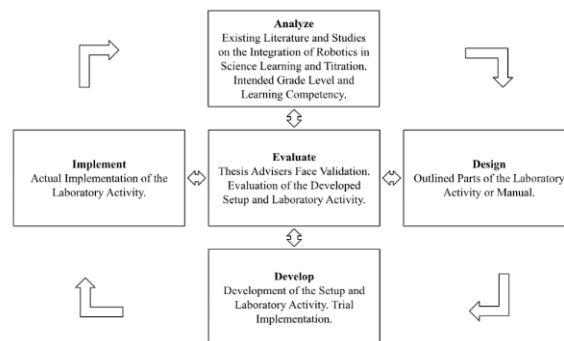 Analyze
Existing Literature and Studies
on the Integration of Robotics in
Science Learning and Titration.
Intended Grade Level and
Learning Competency.
Implement
Actual Implementation of the
Laboratory Activity.
Evaluate
Thesis Advisers Face Validation.
Evaluation of the Developed
Setup and Laboratory Activity.
Design
Outlined Parts of the Laboratory
Activity or Manual.
Develop
Development of the Setup and
Laboratory Activity. Trial
Implementation.